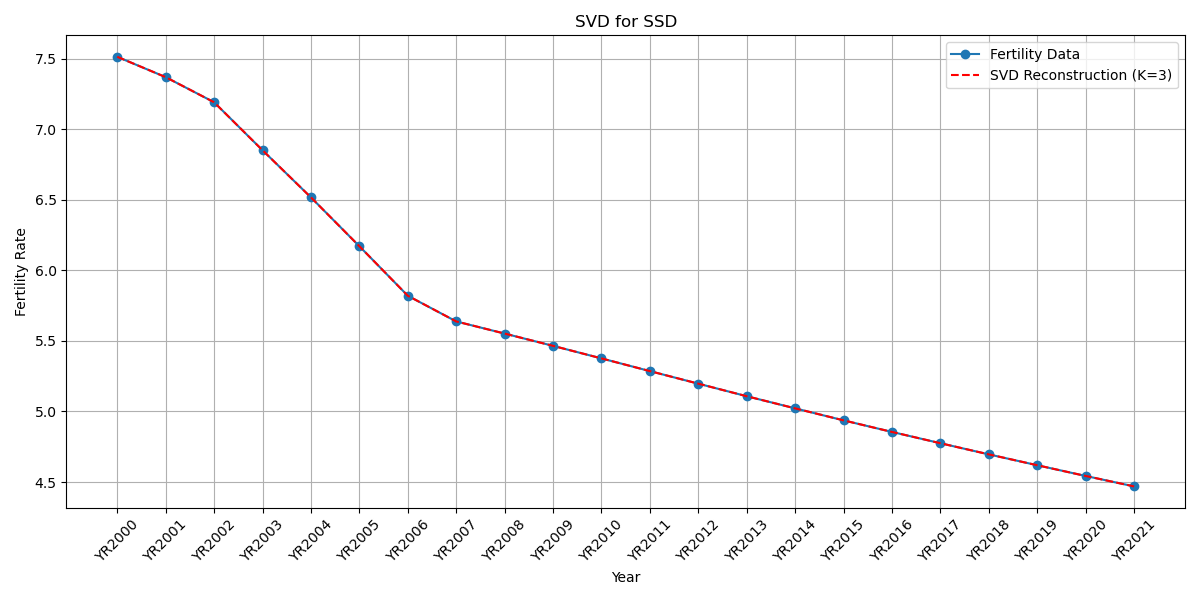 SVD for SSD
Fertility Data
SVD Reconstruction (K=3)
Fertility Rate
7.5
7.0
6.5
6.0
5.5
5.0
4.5
YR2000
YR2001
YR2002
YR2003
YR2004
YR2005
YR2006
YR2007
YR2008
YR2009
YR2010
YR2011
YR2012
YR2013
YR2014
YR2015
YR2016
YR2017
YR2018
YR2019
YR2020
YR2021
Year